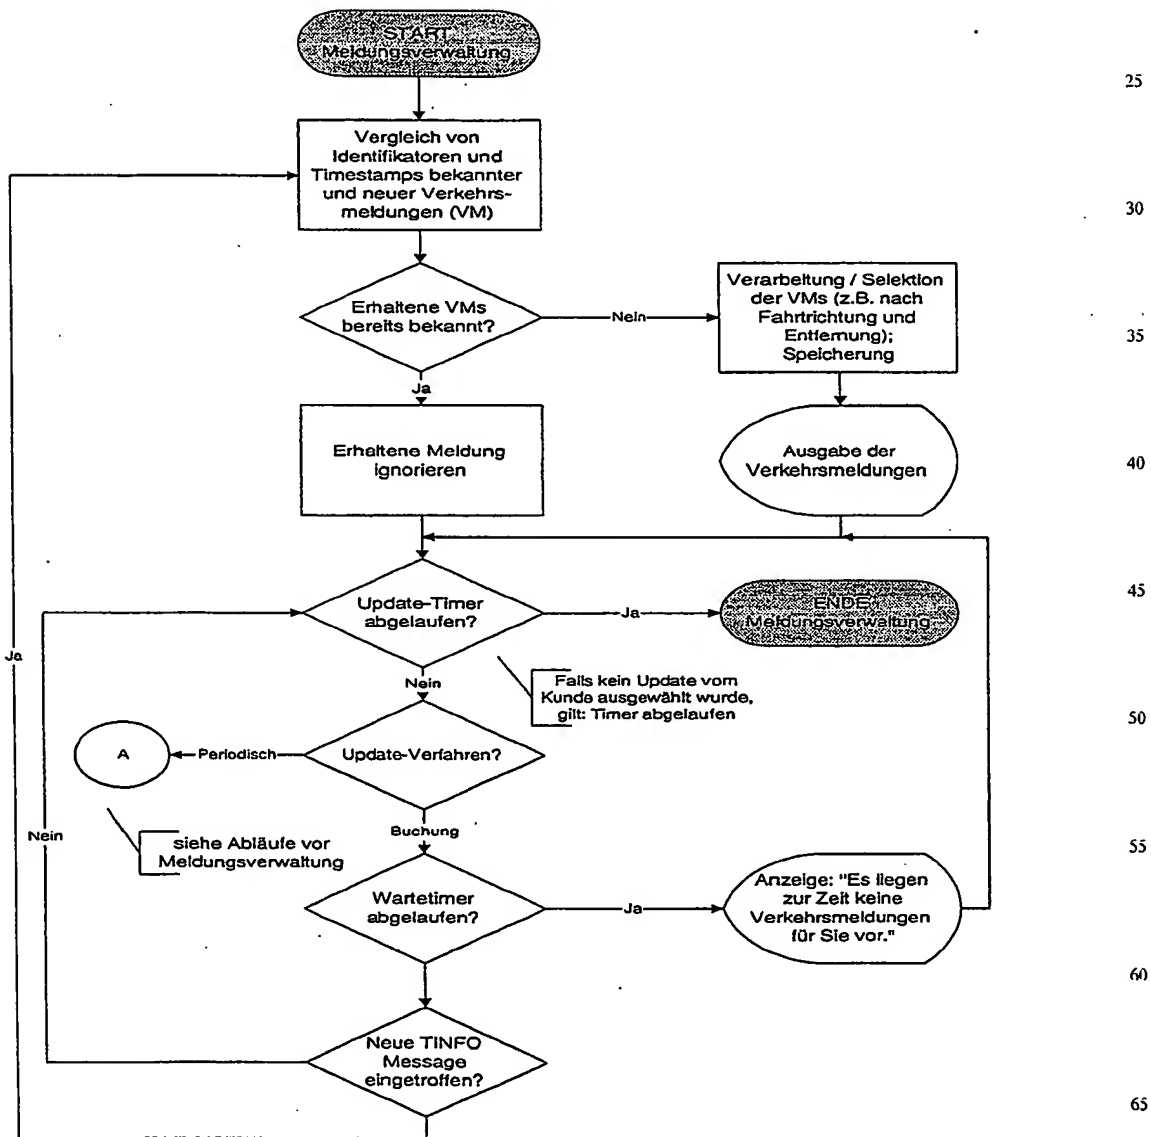 START
Meldungsverwaltung
25
Vergleich von
Identifikatoren und
Timestamps bekannter
und neuer Verkehrs-
meldungen (VM)
30
Erhaltene VMs
bereits bekannt?
Nein
Verarbeitung / Selektion
der VMs (z.B. nach
Fahrtrichtung und
Entfernung);
Speicherung
35
Ja
Erhaltene Meldung
ignorieren
Ausgabe der
Verkehrsmeldungen
40
Update-Timer
abgelaufen?
Ja
ENDE
Meldungsverwaltung
45
Ja
Nein
Falls kein Update vom
Kunde ausgewählt wurde,
gilt: Timer abgelaufen
50
A
Periodisch
Update-Verfahren?
Nein
siehe Abläufe vor
Meldungsverwaltung
Buchung
55
Wartetimer
abgelaufen?
Ja
Anzeige: "Es liegen
zur Zeit keine
Verkehrsmeldungen
für Sie vor."
60
Neue TINFO
Message
eingetroffen?
65